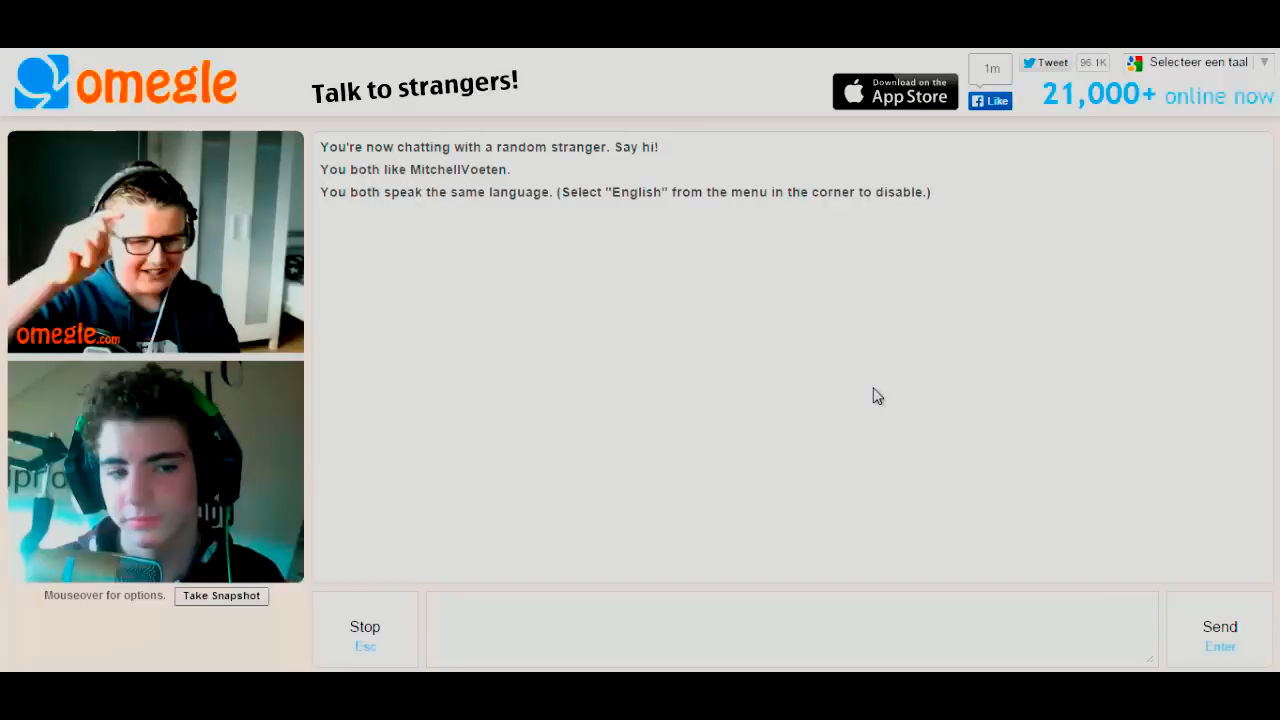 omegle
Talk to strangers!
Download on the
App Store
1m
Like
Tweet
96.1K
Selecteer een taal
21,000+ online now
You're now chatting with a random stranger. Say hi!
You both like MitchellVoeten.
You both speak the same language. (Select "English" from the menu in the corner to disable.)
omegle.com
Mouseover for options.
Take Snapshot
Stop
Esc
Send
Enter